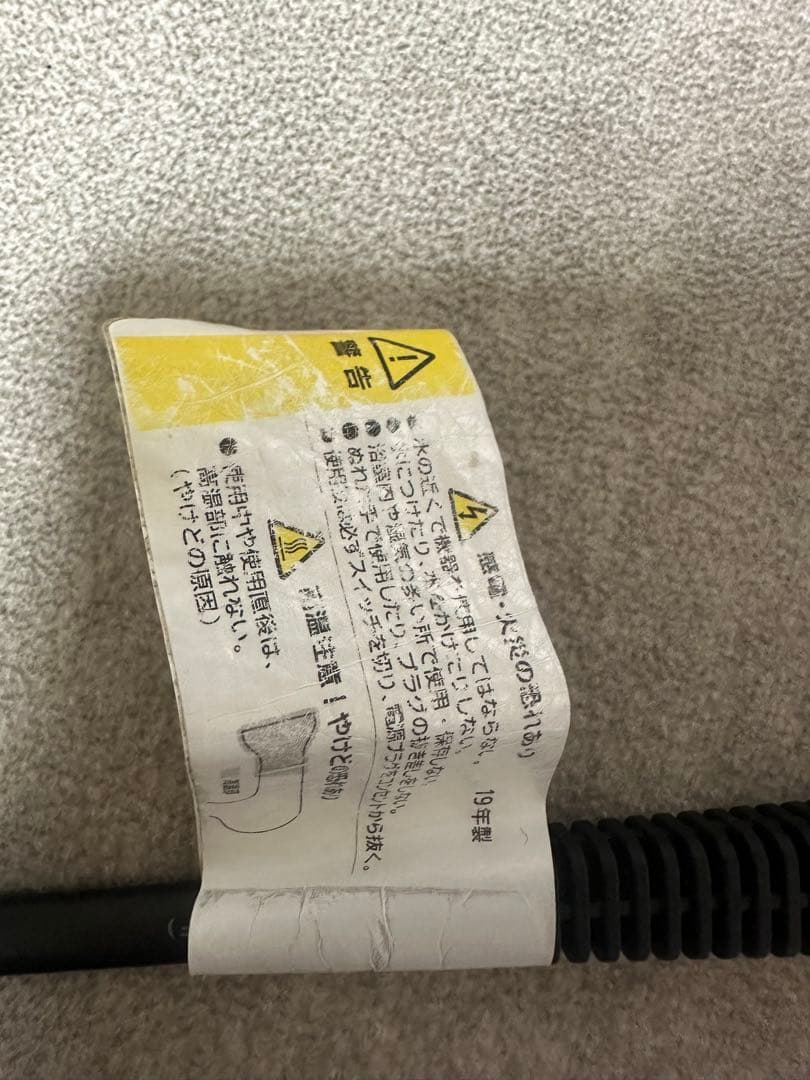 警告
感電・火災の恐れあり
水の近くで機器を使用してはならない。 19年製
水につけたり、水をかけたりしない。
浴室内や湿気の多い所で使用・保存しない
ぬれた手で使用したり、プラグの抜き差しをしない。
使用後は必ずスイッチを切り、電源プラグをコンセントから抜く。
高温注意!やけどの恐れあり
使用中や使用直後は、
高温部に触れない。
(やけどの原因)